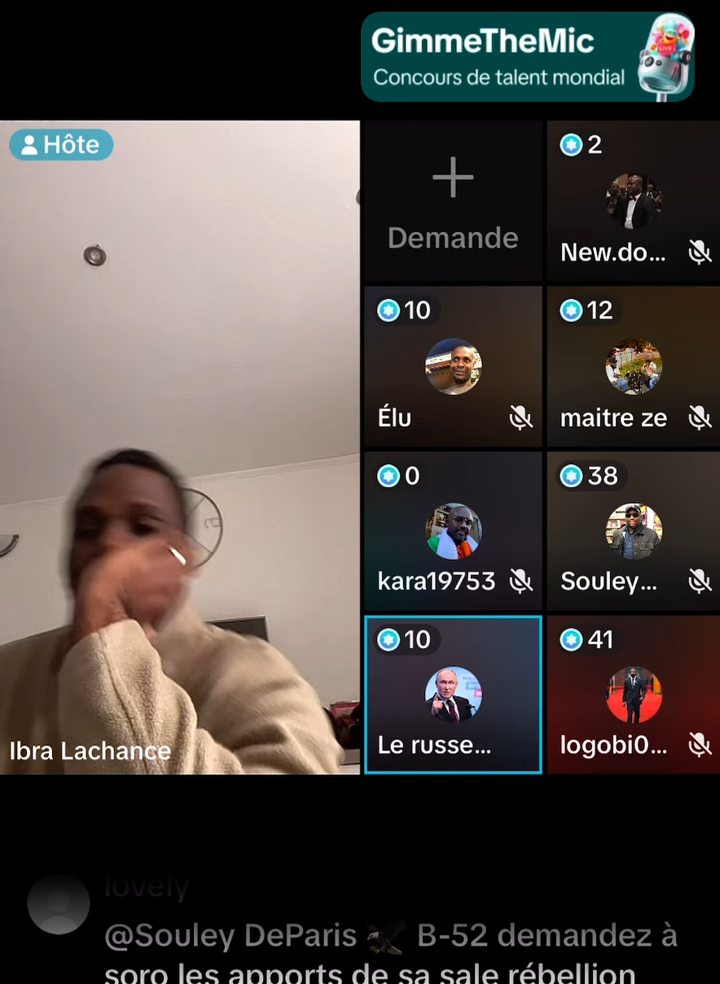 GimmeTheMic
Concours de talent mondial
LIVE
Hôte
Demande
2
New.do...
10
Élu
12
maitre ze
0
kara19753
38
Souley...
10
Le russe...
41
logobi0...
Ibra Lachance
lovely
@Souley DeParis 🦅 B-52 demandez à
soro les apports de sa sale rébellion